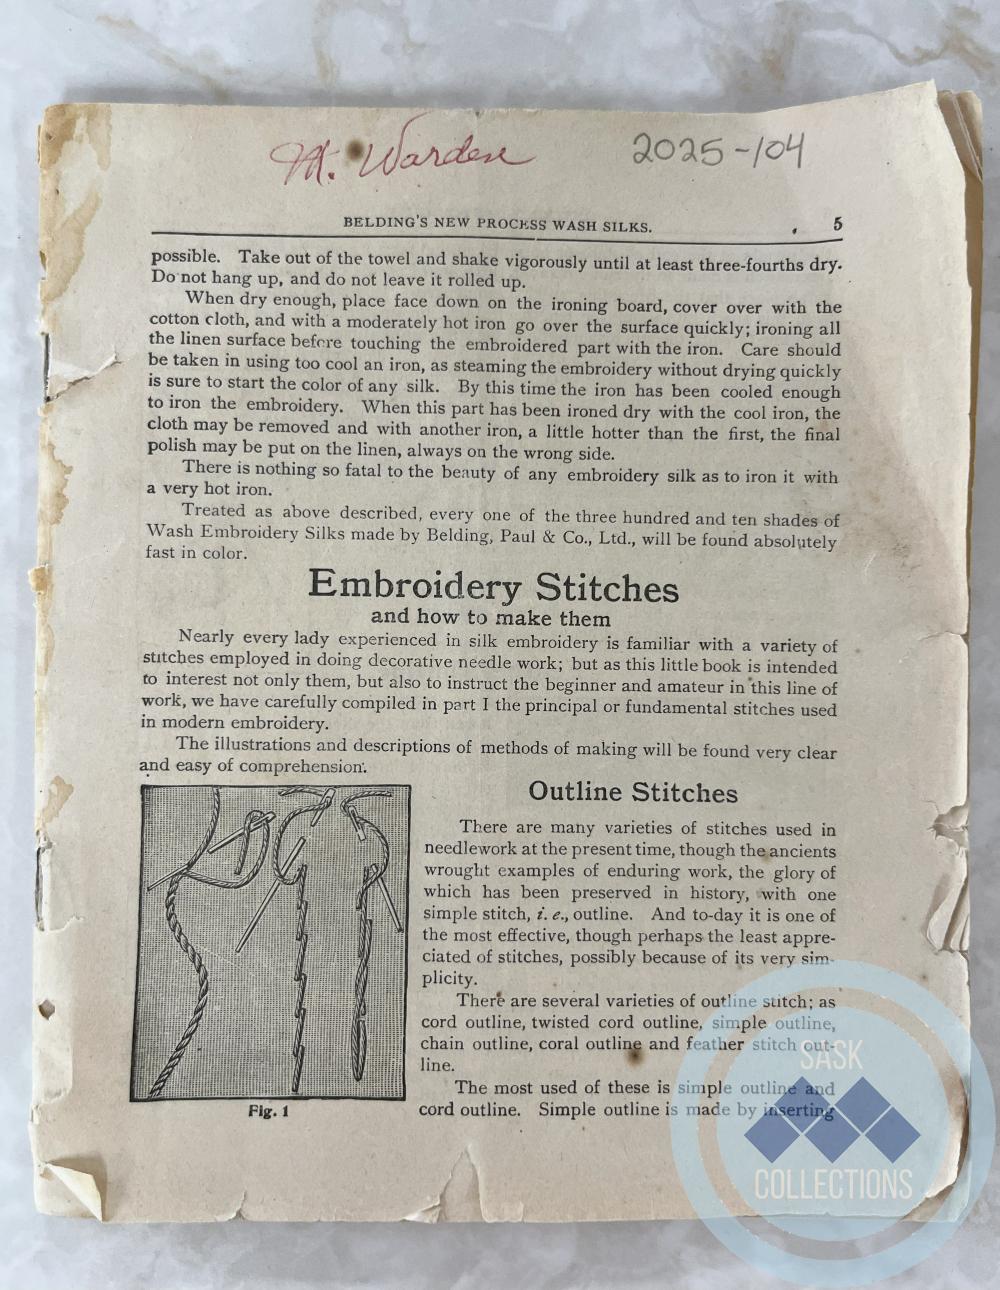 M. Warden
2025-104
BELDING'S NEW PROCESS WASH SILKS. 5
possible. Take out of the towel and shake vigorously until at least three-fourths dry.
Do not hang up, and do not leave it rolled up.
When dry enough, place face down on the ironing board, cover over with the
cotton cloth, and with a moderately hot iron go over the surface quickly; ironing all
the linen surface before touching the embroidered part with the iron. Care should
be taken in using too cool an iron, as steaming the embroidery without drying quickly
is sure to start the color of any silk. By this time the iron has been cooled enough
to iron the embroidery. When this part has been ironed dry with the cool iron, the
cloth may be removed and with another iron, a little hotter than the first, the final
polish may be put on the linen, always on the wrong side.
There is nothing so fatal to the beauty of any embroidery silk as to iron it with
a very hot iron.
Treated as above described, every one of the three hundred and ten shades of
Wash Embroidery Silks made by Belding, Paul & Co., Ltd., will be found absolutely
fast in color.
Embroidery Stitches
and how to make them
Nearly every lady experienced in silk embroidery is familiar with a variety of
stitches employed in doing decorative needle work; but as this little book is intended
to interest not only them, but also to instruct the beginner and amateur in this line of
work, we have carefully compiled in part I the principal or fundamental stitches used
in modern embroidery.
The illustrations and descriptions of methods of making will be found very clear
and easy of comprehension.
Fig. 1
Outline Stitches
There are many varieties of stitches used in
needlework at the present time, though the ancients
wrought examples of enduring work, the glory of
which has been preserved in history, with one
simple stitch, i. e., outline. And to-day it is one of
the most effective, though perhaps the least appre-
ciated of stitches, possibly because of its very sim-
plicity.
There are several varieties of outline stitch; as
cord outline, twisted cord outline, simple outline,
chain outline, coral outline and feather stitch out-
line.
The most used of these is simple outline and
cord outline. Simple outline is made by inserting
SASK
COLLECTIONS